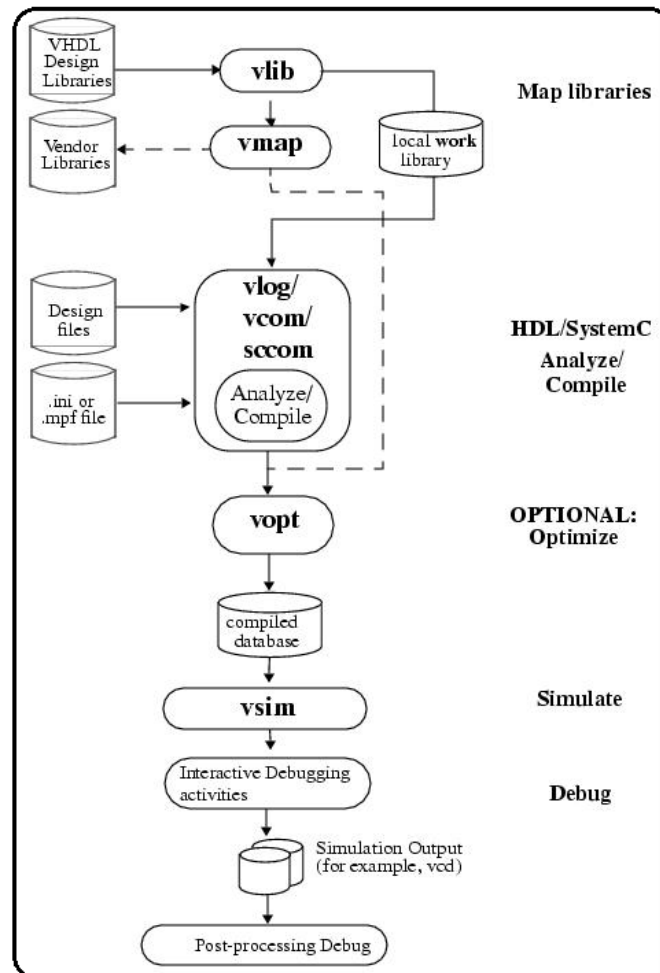 VHDL
Design
Libraries
vlib
Map libraries
Vendor
Libraries
vmap
local work
library
Design
files
vlog/
vcom/
sccom
HDL/SystemC
Analyze/
Compile
.ini or
.mpf file
Analyze/
Compile
vopt
OPTIONAL:
Optimize
compiled
database
vsim
Simulate
Interactive Debugging
activities
Debug
Simulation Output
(for example, vcd)
Post-processing Debug